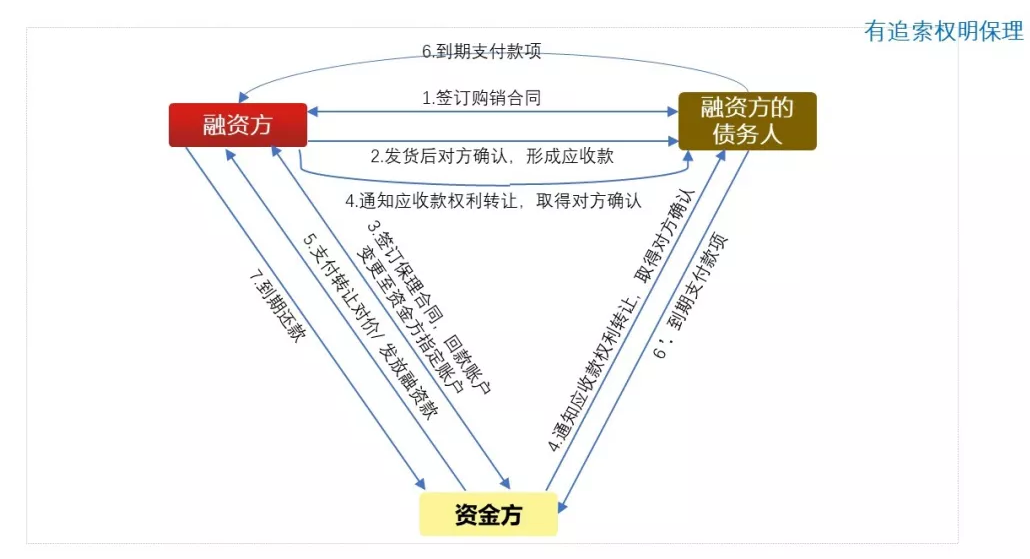 有追索权明保理
6.到期支付款项
1.签订购销合同
融资方
融资方的
债务人
2.发货后对方确认，形成应收款
4.通知应收款权利转让，取得对方确认
3.签订保理合同，回款账户
变更至资金方指定账户
5.支付转让对价/ 发放融资款
7.到期还款
4.通知应收款权利转让，取得对方确认
6'：到期支付款项
资金方